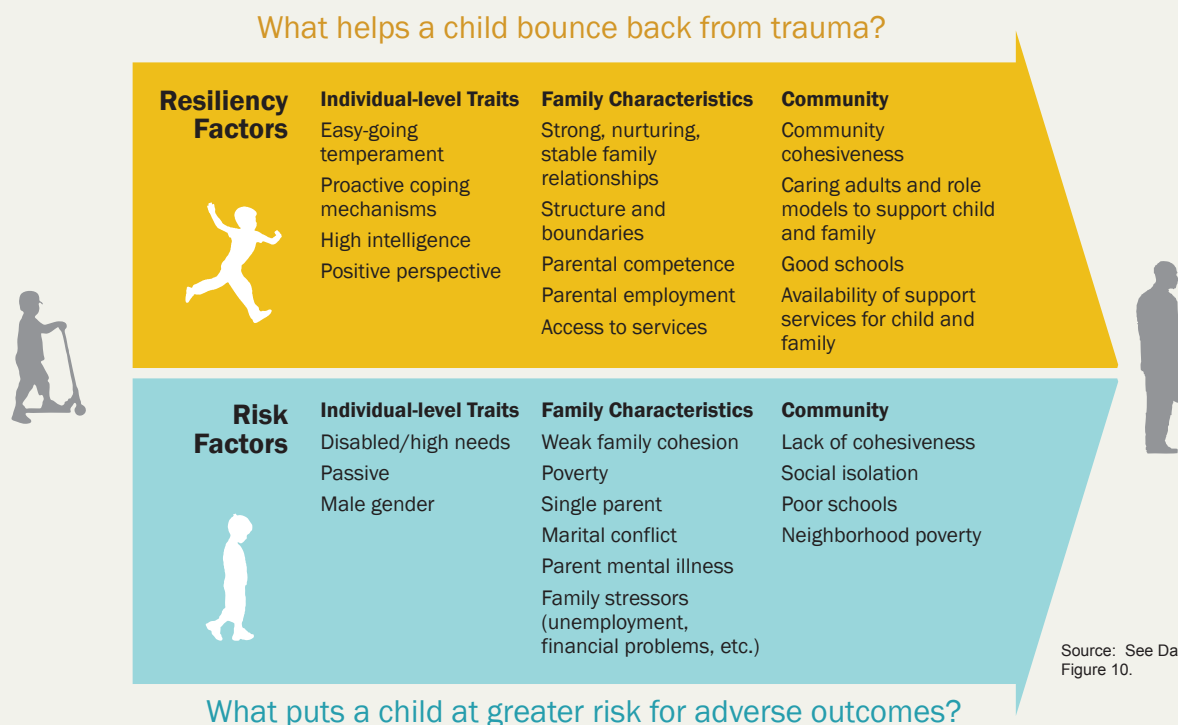 What helps a child bounce back from trauma?
Resiliency
Factors
Individual-level Traits
Easy-going
temperament
Proactive coping
mechanisms
High intelligence
Positive perspective
Family Characteristics
Strong, nurturing,
stable family
relationships
Structure and
boundaries
Parental competence
Parental employment
Access to services
Community
Community
cohesiveness
Caring adults and role
models to support child
and family
Good schools
Availability of support
services for child and
family
Risk
Factors
Individual-level Traits
Disabled/high needs
Passive
Male gender
Family Characteristics
Weak family cohesion
Poverty
Single parent
Marital conflict
Parent mental illness
Family stressors
(unemployment,
financial problems, etc.)
Community
Lack of cohesiveness
Social isolation
Poor schools
Neighborhood poverty
Source: See
Figure 10.
What puts a child at greater risk for adverse outcomes?